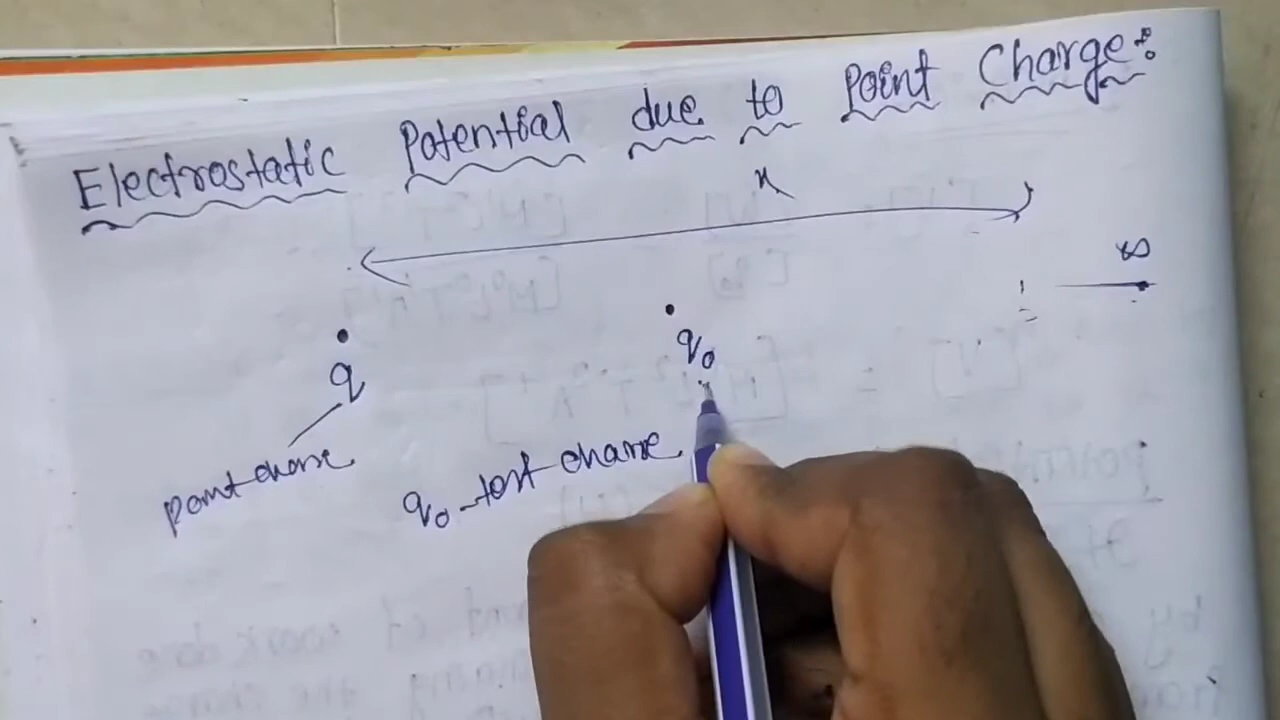 Electrostatic Potential due to Point Charge:
x
∞
q
q₀
point charge
q₀ - test charge